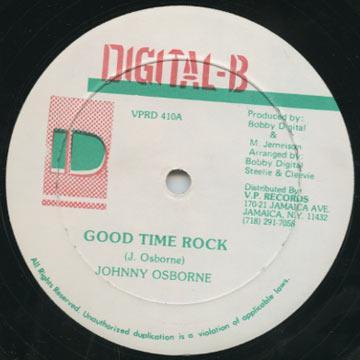 DIGITAL-B
VPRD 410A
Produced by:
Bobby Digital
&
M. Jemeison
Arranged by:
Bobby Digital
Steelie & Cleevie
Distributed By:
V.P. RECORDS
170-21 JAMAICA AVE.
JAMAICA, N.Y. 11432
(718) 291-7058
D
GOOD TIME ROCK
(J. Osborne)
JOHNNY OSBORNE
All Rights Reserved. Unauthorized duplication is a violation of applicable laws.